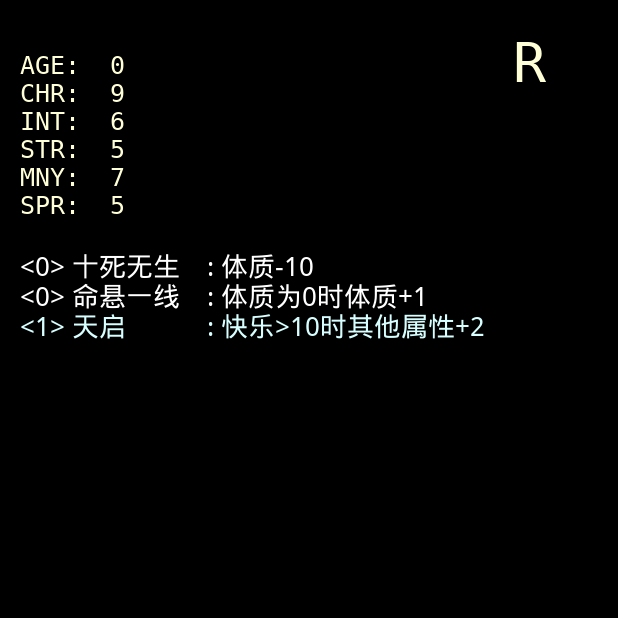 R
AGE: 0
CHR: 9
INT: 6
STR: 5
MNY: 7
SPR: 5
<0> 十死无生 : 体质-10
<0> 命悬一线 : 体质为0时体质+1
<1> 天启 : 快乐>10时其他属性+2